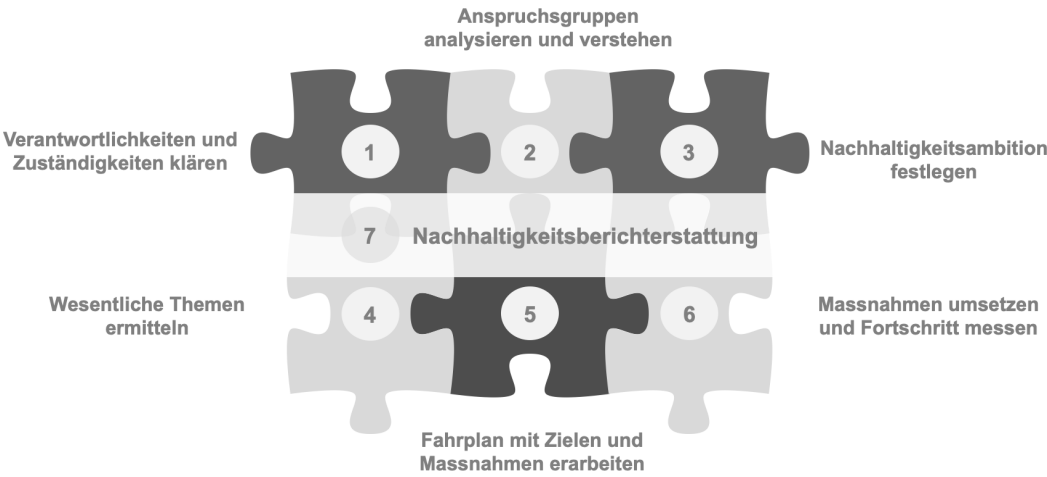 Anspruchsgruppen
analysieren und verstehen
Verantwortlichkeiten und
Zuständigkeiten klären
1
2
3
Nachhaltigkeitsambition
festlegen
7
Nachhaltigkeitsberichterstattung
Wesentliche Themen
ermitteln
4
5
6
Massnahmen umsetzen
und Fortschritt messen
Fahrplan mit Zielen und
Massnahmen erarbeiten